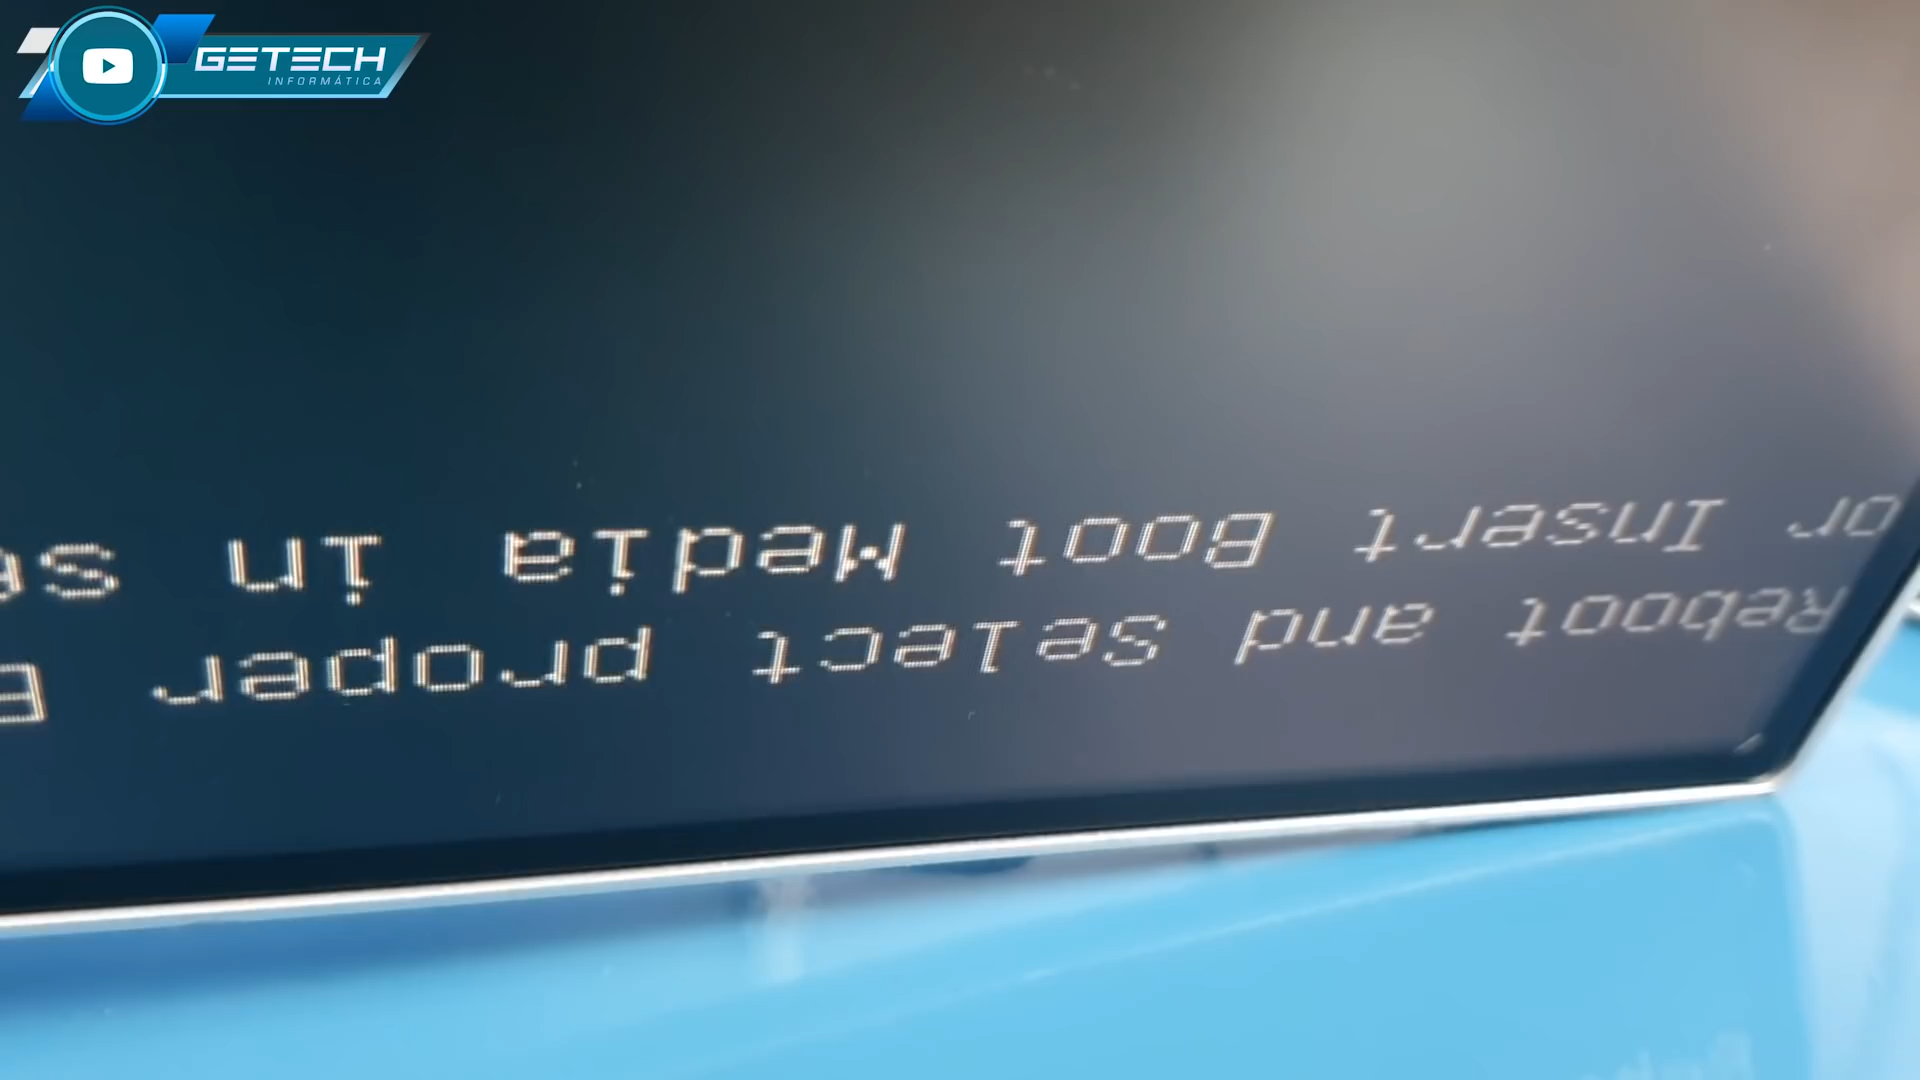 GETECH
INFORMÁTICA
Reboot and Select proper
or Insert Boot Media in